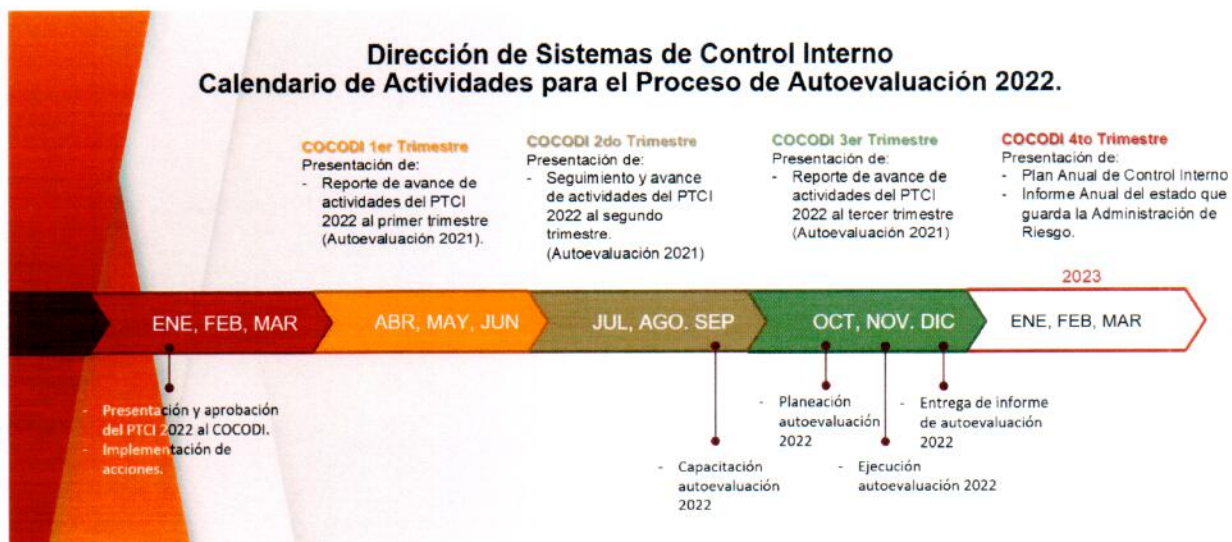 Dirección de Sistemas de Control Interno
Calendario de Actividades para el Proceso de Autoevaluación 2022.
COCODI 1er Trimestre
Presentación de:
- Reporte de avance de
actividades del PTCI
2022 al primer trimestre
(Autoevaluación 2021).
COCODI 2do Trimestre
Presentación de:
- Seguimiento y avance
de actividades del PTCI
2022 al segundo
trimestre.
(Autoevaluación 2021)
COCODI 3er Trimestre
Presentación de:
- Reporte de avance de
actividades del PTCI
2022 al tercer trimestre
(Autoevaluación 2021)
COCODI 4to Trimestre
Presentación de:
- Plan Anual de Control Interno
- Informe Anual del estado que
guarda la Administración de
Riesgo.
2023
ENE, FEB, MAR
ABR, MAY, JUN
JUL, AGO. SEP
OCT, NOV. DIC
ENE, FEB, MAR
- Presentación y aprobación
del PTCI 2022 al COCODI.
- Implementación de
acciones.
- Capacitación
autoevaluación
2022
- Planeación
autoevaluación
2022
- Ejecución
autoevaluación 2022
- Entrega de informe
de autoevaluación
2022